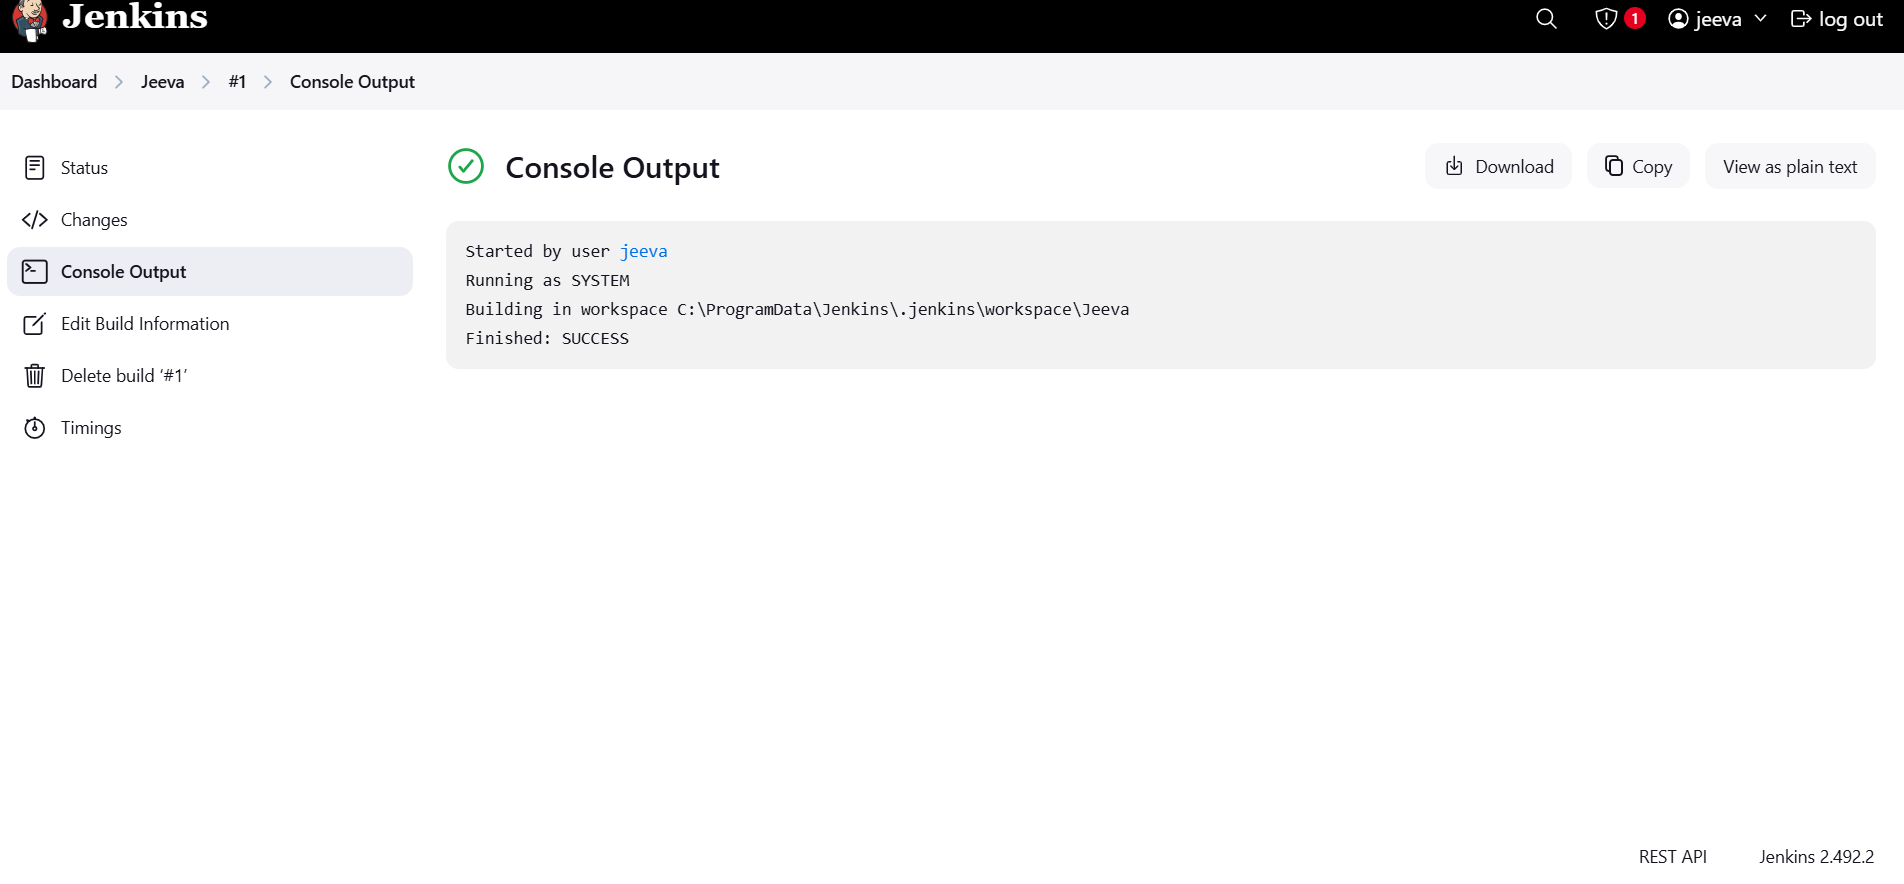 Jenkins
1
jeeva
log out
Dashboard > Jeeva > #1 > Console Output
Status
Changes
Console Output
Edit Build Information
Delete build ‘#1’
Timings
Console Output
Download
Copy
View as plain text
Started by user jeeva
Running as SYSTEM
Building in workspace C:\ProgramData\Jenkins\.jenkins\workspace\Jeeva
Finished: SUCCESS
REST API
Jenkins 2.492.2